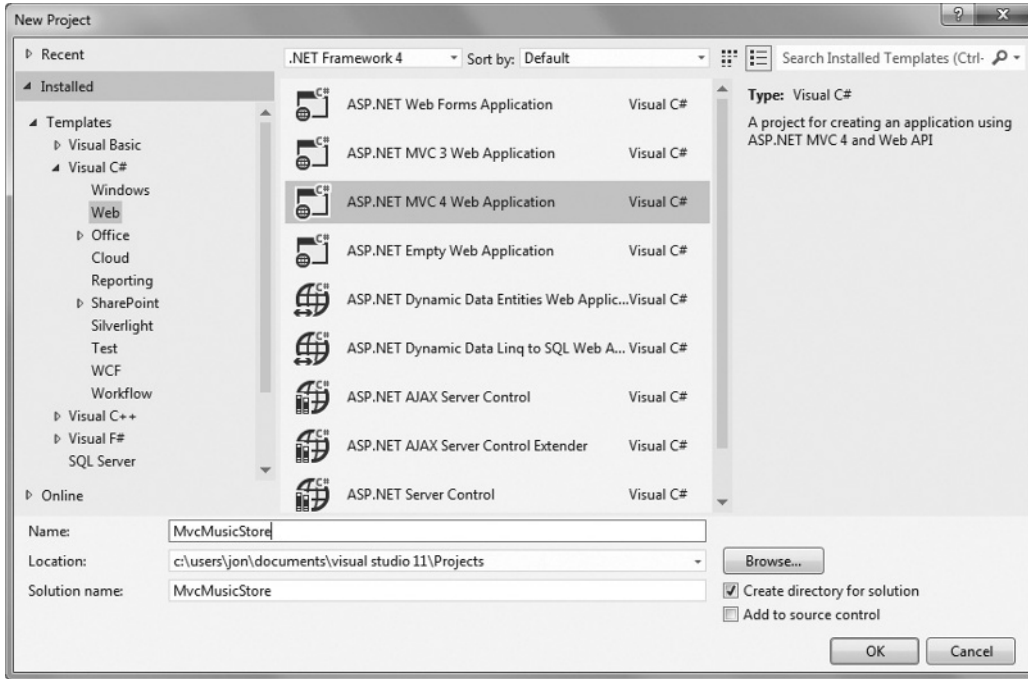 New Project
Recent
.NET Framework 4
Sort by: Default
Search Installed Templates (Ctrl-
Installed
Templates
Visual Basic
Visual C#
Windows
Web
Office
Cloud
Reporting
SharePoint
Silverlight
Test
WCF
Workflow
Visual C++
Visual F#
SQL Server
Online
ASP.NET Web Forms Application Visual C#
ASP.NET MVC 3 Web Application Visual C#
ASP.NET MVC 4 Web Application Visual C#
ASP.NET Empty Web Application Visual C#
ASP.NET Dynamic Data Entities Web Applic...Visual C#
ASP.NET Dynamic Data Linq to SQL Web A... Visual C#
ASP.NET AJAX Server Control Visual C#
ASP.NET AJAX Server Control Extender Visual C#
ASP.NET Server Control Visual C#
Type: Visual C#
A project for creating an application using
ASP.NET MVC 4 and Web API
Name: MvcMusicStore
Location: c:\users\jon\documents\visual studio 11\Projects
Browse...
Solution name: MvcMusicStore
Create directory for solution
Add to source control
OK
Cancel